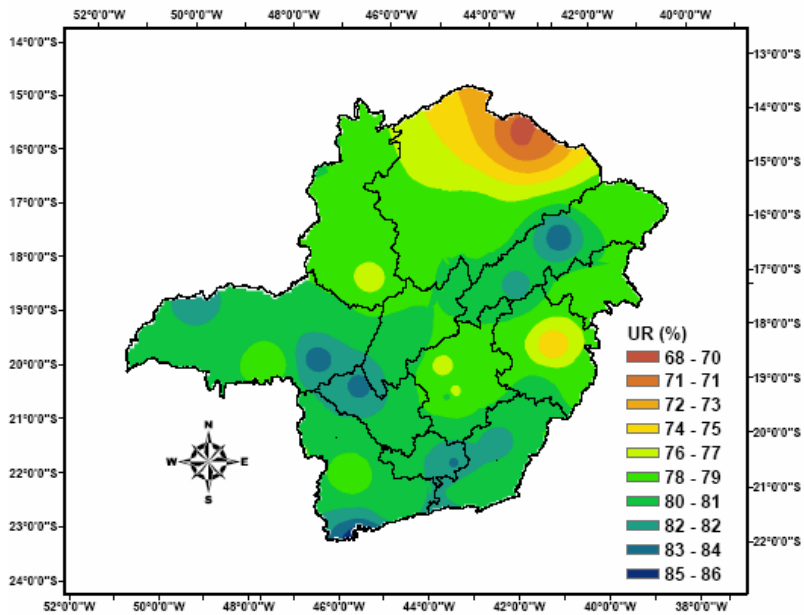 52°0'0"W 50°0'0"W 48°0'0"W 46°0'0"W 44°0'0"W 42°0'0"W 40°0'0"W
14°0'0"S
15°0'0"S
16°0'0"S
17°0'0"S
18°0'0"S
19°0'0"S
20°0'0"S
21°0'0"S
22°0'0"S
23°0'0"S
24°0'0"S
13°0'0"S
14°0'0"S
15°0'0"S
16°0'0"S
17°0'0"S
18°0'0"S
19°0'0"S
20°0'0"S
21°0'0"S
22°0'0"S
N
W E
S
UR (%)
68 - 70
71 - 71
72 - 73
74 - 75
76 - 77
78 - 79
80 - 81
82 - 82
83 - 84
85 - 86
52°0'0"W 50°0'0"W 48°0'0"W 46°0'0"W 44°0'0"W 42°0'0"W 40°0'0"W 38°0'0"W